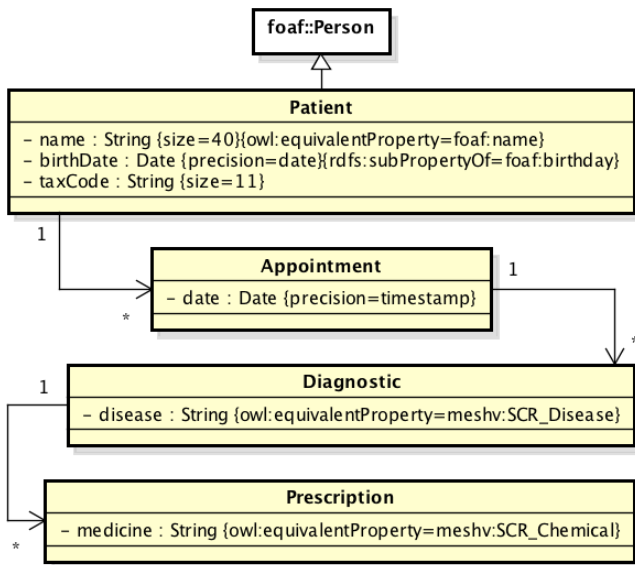 foaf::Person
Patient
- name : String {size=40}{owl:equivalentProperty=foaf:name}
- birthDate : Date {precision=date}{rdfs:subPropertyOf=foaf:birthday}
- taxCode : String {size=11}
1
Appointment
1
- date : Date {precision=timestamp}
*
*
Diagnostic
1
- disease : String {owl:equivalentProperty=meshv:SCR_Disease}
Prescription
- medicine : String {owl:equivalentProperty=meshv:SCR_Chemical}
*